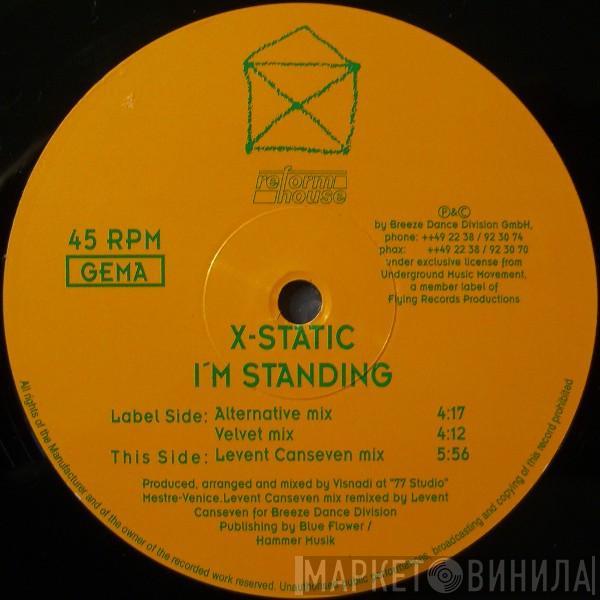 reform
house
45 RPM
GEMA
℗&©
by Breeze Dance Division GmbH,
phone: ++49 22 38 / 92 30 74
phax: ++49 22 38 / 92 30 70
under exclusive license from
Underground Music Movement,
a member label of
Flying Records Productions
X-STATIC
I´M STANDING
Label Side: Alternative mix 4:17
Velvet mix 4:12
This Side: Levent Canseven mix 5:56
Produced, arranged and mixed by Visnadi at "77 Studio"
Mestre-Venice.Levent Canseven mix remixed by Levent
Canseven for Breeze Dance Division
Publishing by Blue Flower /
Hammer Musik
All rights of the Manufacturer and of the owner of the recorded work reserved. Unauthorised public performances, broadcasting and copying of this record prohibited
МАРКЕТ ВИНИЛА